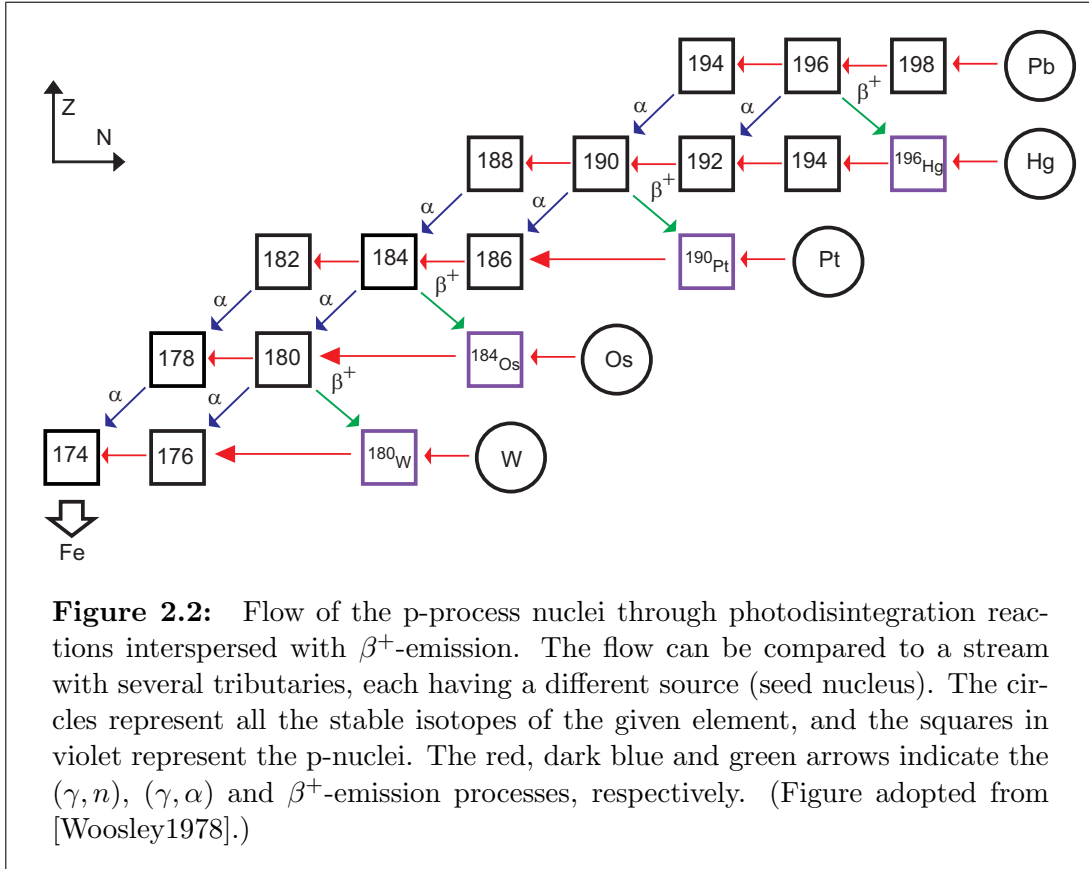 194 196 198 Pb
α α β+
Z
N
188 190 192 194 196Hg Hg
α α β+
182 184 186 190Pt Pt
α α β+
178 180 184Os Os
α α β+
174 176 180W W
Fe
Figure 2.2: Flow of the p-process nuclei through photodisintegration reac-
tions interspersed with β+-emission. The flow can be compared to a stream
with several tributaries, each having a different source (seed nucleus). The cir-
cles represent all the stable isotopes of the given element, and the squares in
violet represent the p-nuclei. The red, dark blue and green arrows indicate the
(γ, n), (γ, α) and β+-emission processes, respectively. (Figure adopted from
[Woosley1978].)